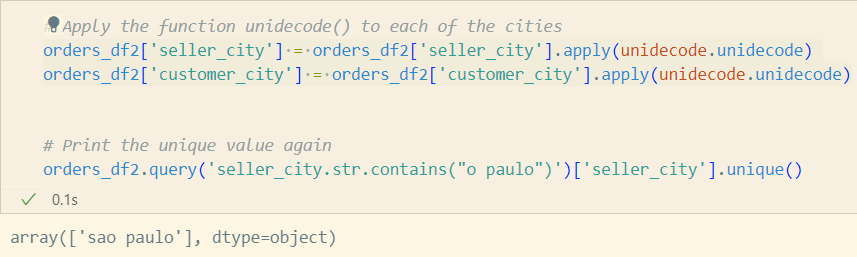 # Apply the function unidecode() to each of the cities
orders_df2['seller_city'] = orders_df2['seller_city'].apply(unidecode.unidecode)
orders_df2['customer_city'] = orders_df2['customer_city'].apply(unidecode.unidecode)
# Print the unique value again
orders_df2.query('seller_city.str.contains("o paulo")')['seller_city'].unique()
0.1s
array(['sao paulo'], dtype=object)